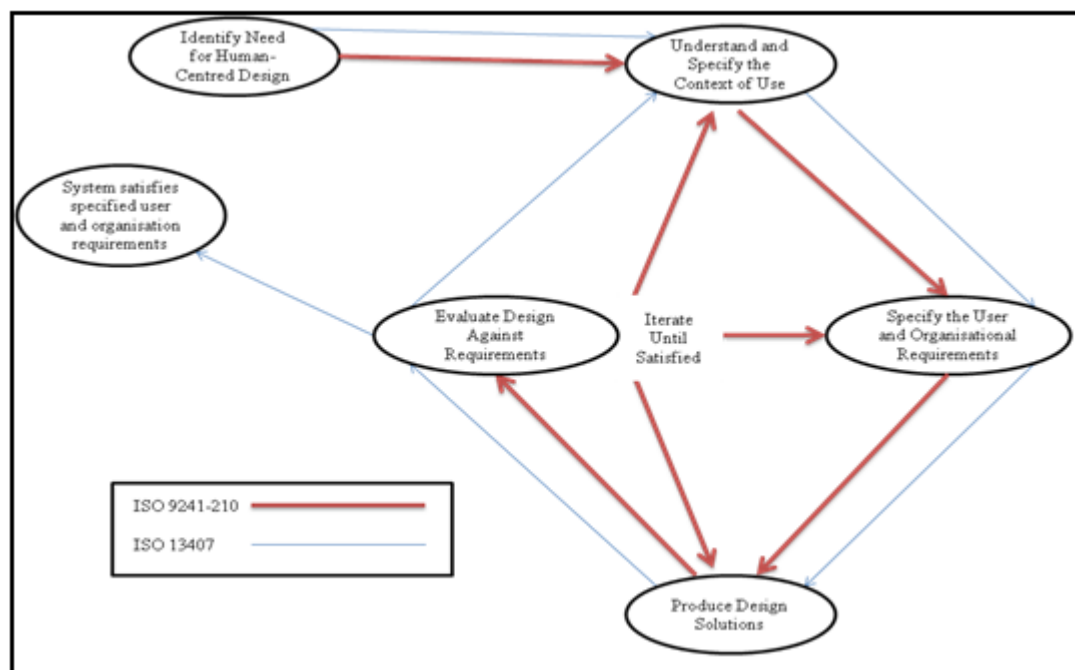 Identify Need
for Human-
Centred Design
Understand and
Specify the
Context of Use
System satisfies
specified user
and organisation
requirements
Evaluate Design
Against
Requirements
Iterate
Until
Satisfied
Specify the User
and Organisational
Requirements
ISO 9241-210
ISO 13407
Produce Design
Solutions